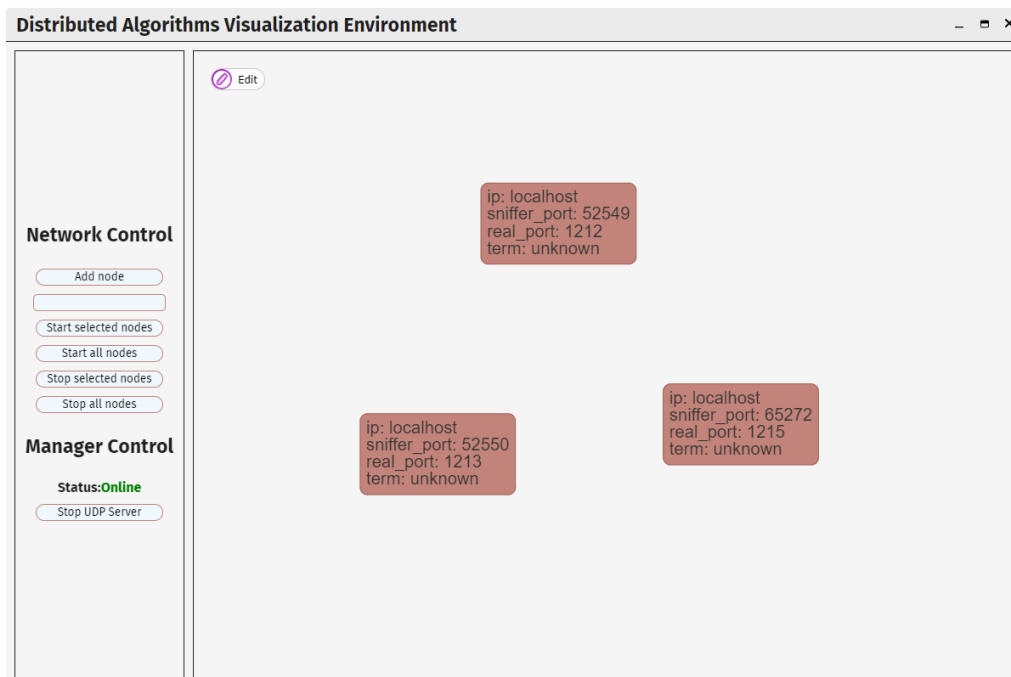 Distributed Algorithms Visualization Environment
Edit
Network Control
Add node
Start selected nodes
Start all nodes
Stop selected nodes
Stop all nodes
Manager Control
Status:Online
Stop UDP Server
ip: localhost
sniffer_port: 52549
real_port: 1212
term: unknown
ip: localhost
sniffer_port: 52550
real_port: 1213
term: unknown
ip: localhost
sniffer_port: 65272
real_port: 1215
term: unknown